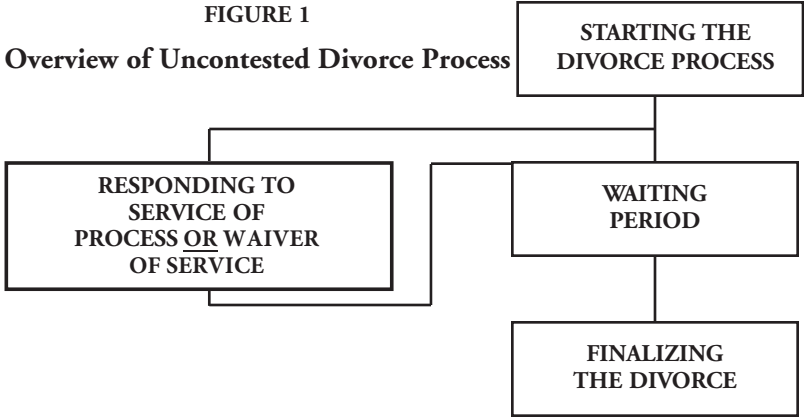 FIGURE 1
Overview of Uncontested Divorce Process
STARTING THE
DIVORCE PROCESS
RESPONDING TO
SERVICE OF
PROCESS OR WAIVER
OF SERVICE
WAITING
PERIOD
FINALIZING
THE DIVORCE